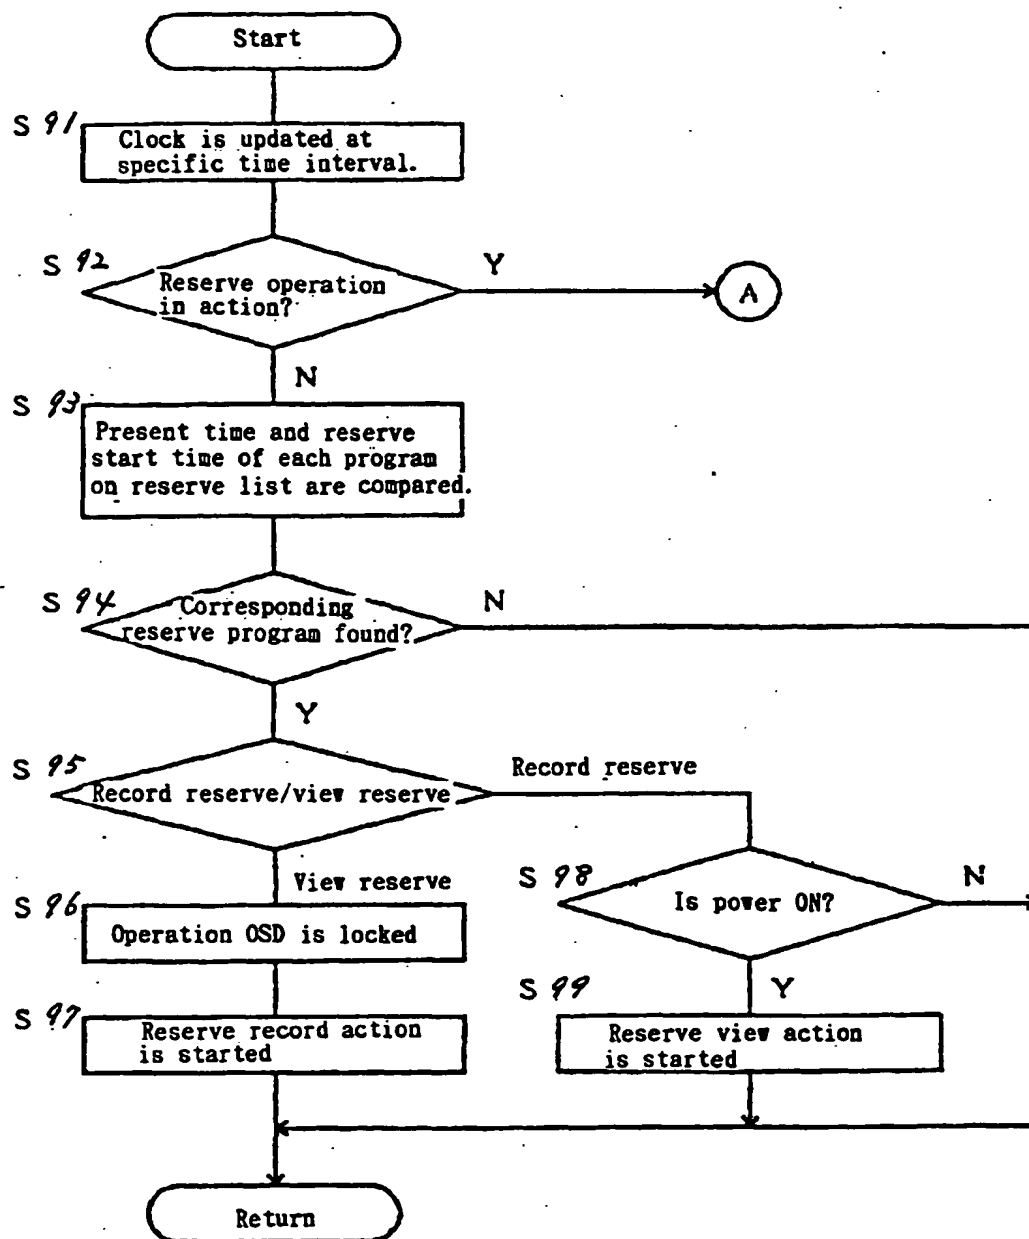 Start
S 91
Clock is updated at
specific time interval.
S 92
Reserve operation
in action?
Y
A
N
S 93
Present time and reserve
start time of each program
on reserve list are compared.
S 94
Corresponding
reserve program found?
N
Y
S 95
Record reserve/view reserve
Record reserve
View reserve
S 96
Operation OSD is locked
S 97
Reserve record action
is started
S 98
Is power ON?
N
Y
S 99
Reserve view action
is started
Return